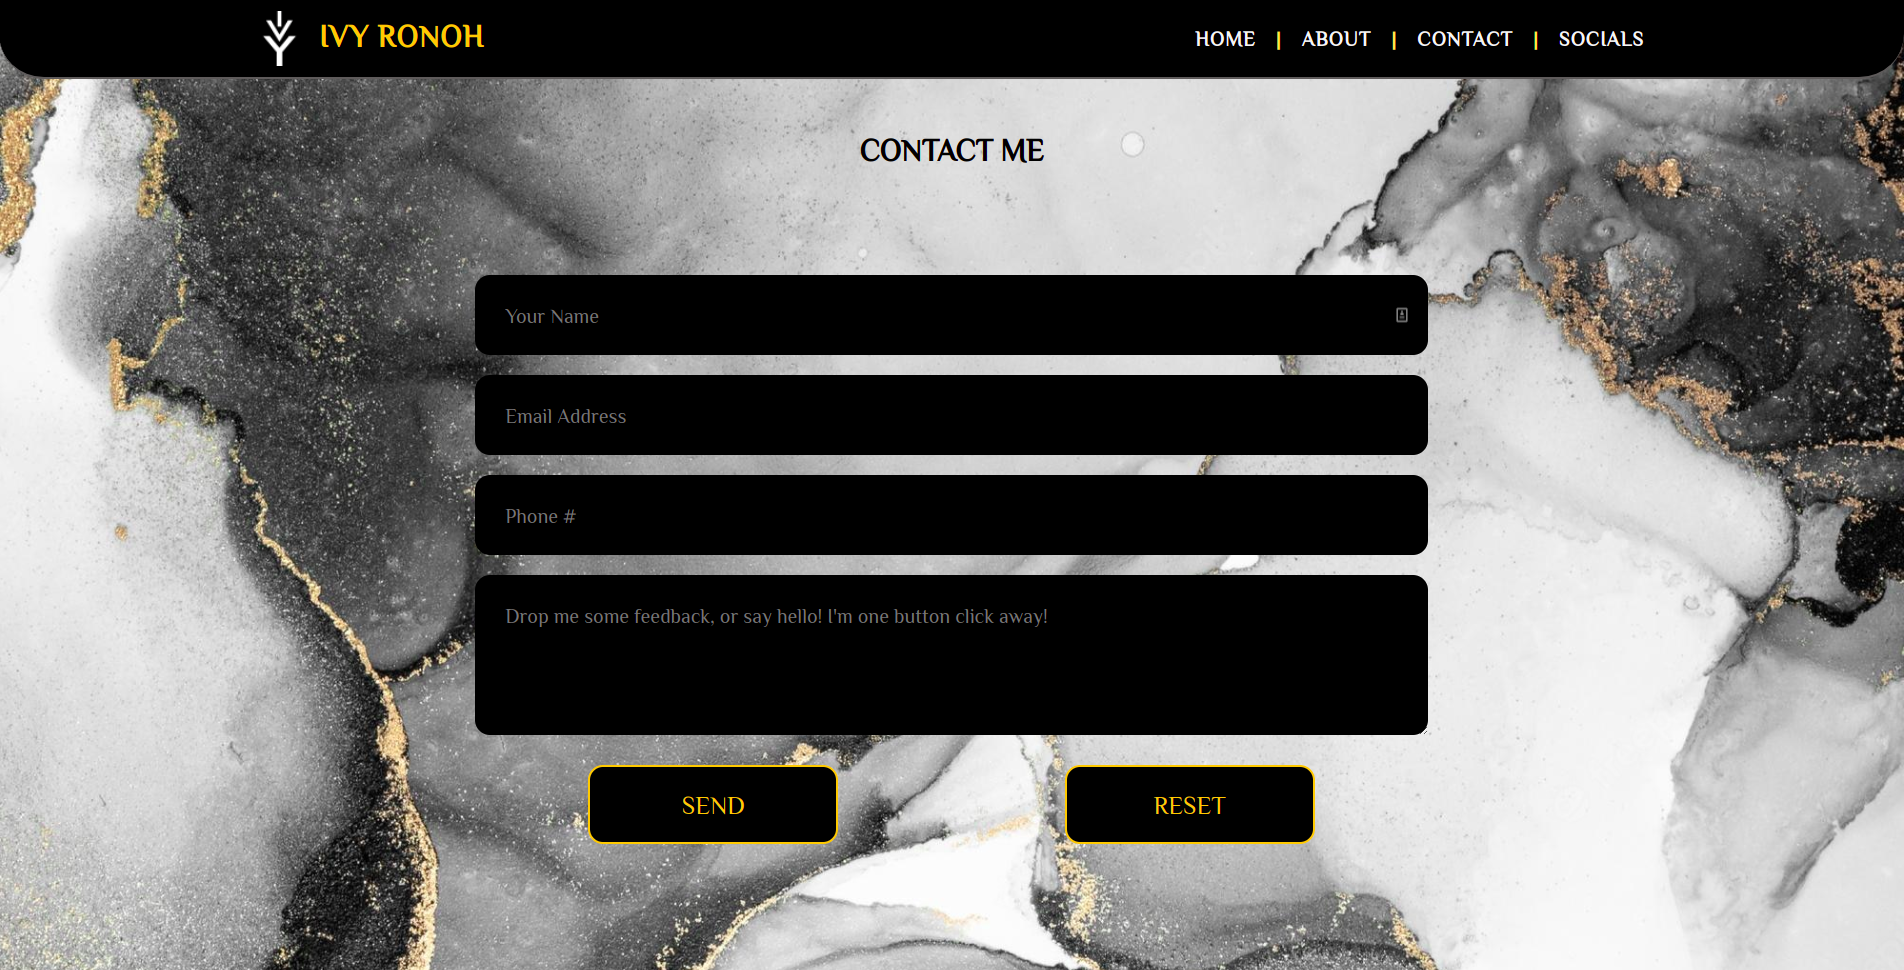 IVY RONOH
HOME | ABOUT | CONTACT | SOCIALS
CONTACT ME
Your Name
Email Address
Phone #
Drop me some feedback, or say hello! I'm one button click away!
SEND
RESET